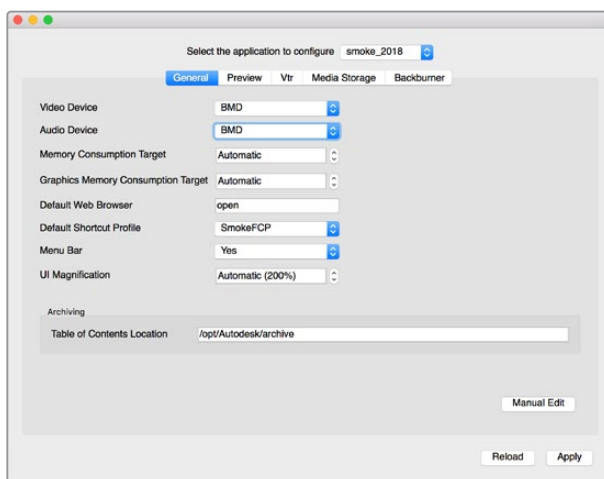 Select the application to configure smoke_2018
General Preview Vtr Media Storage Backburner
Video Device BMD
Audio Device BMD
Memory Consumption Target Automatic
Graphics Memory Consumption Target Automatic
Default Web Browser open
Default Shortcut Profile SmokeFCP
Menu Bar Yes
UI Magnification Automatic (200%)
Archiving
Table of Contents Location /opt/Autodesk/archive
Manual Edit
Reload Apply